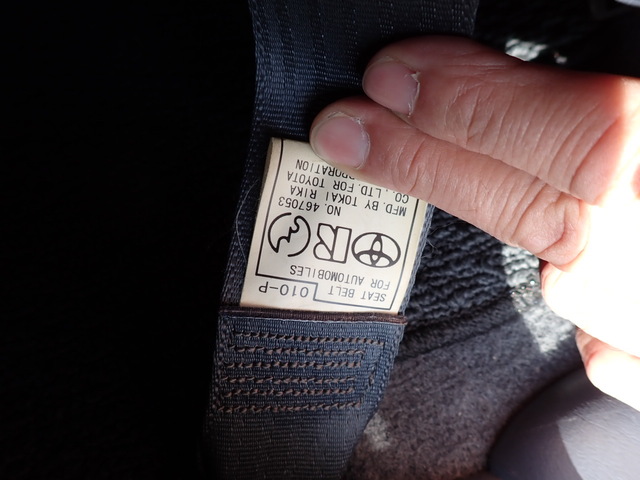 SEAT BELT 010-P
FOR AUTOMOBILES
R
NO. 467053
MFD. BY TOKAI RIKA
CO., LTD. FOR TOYOTA